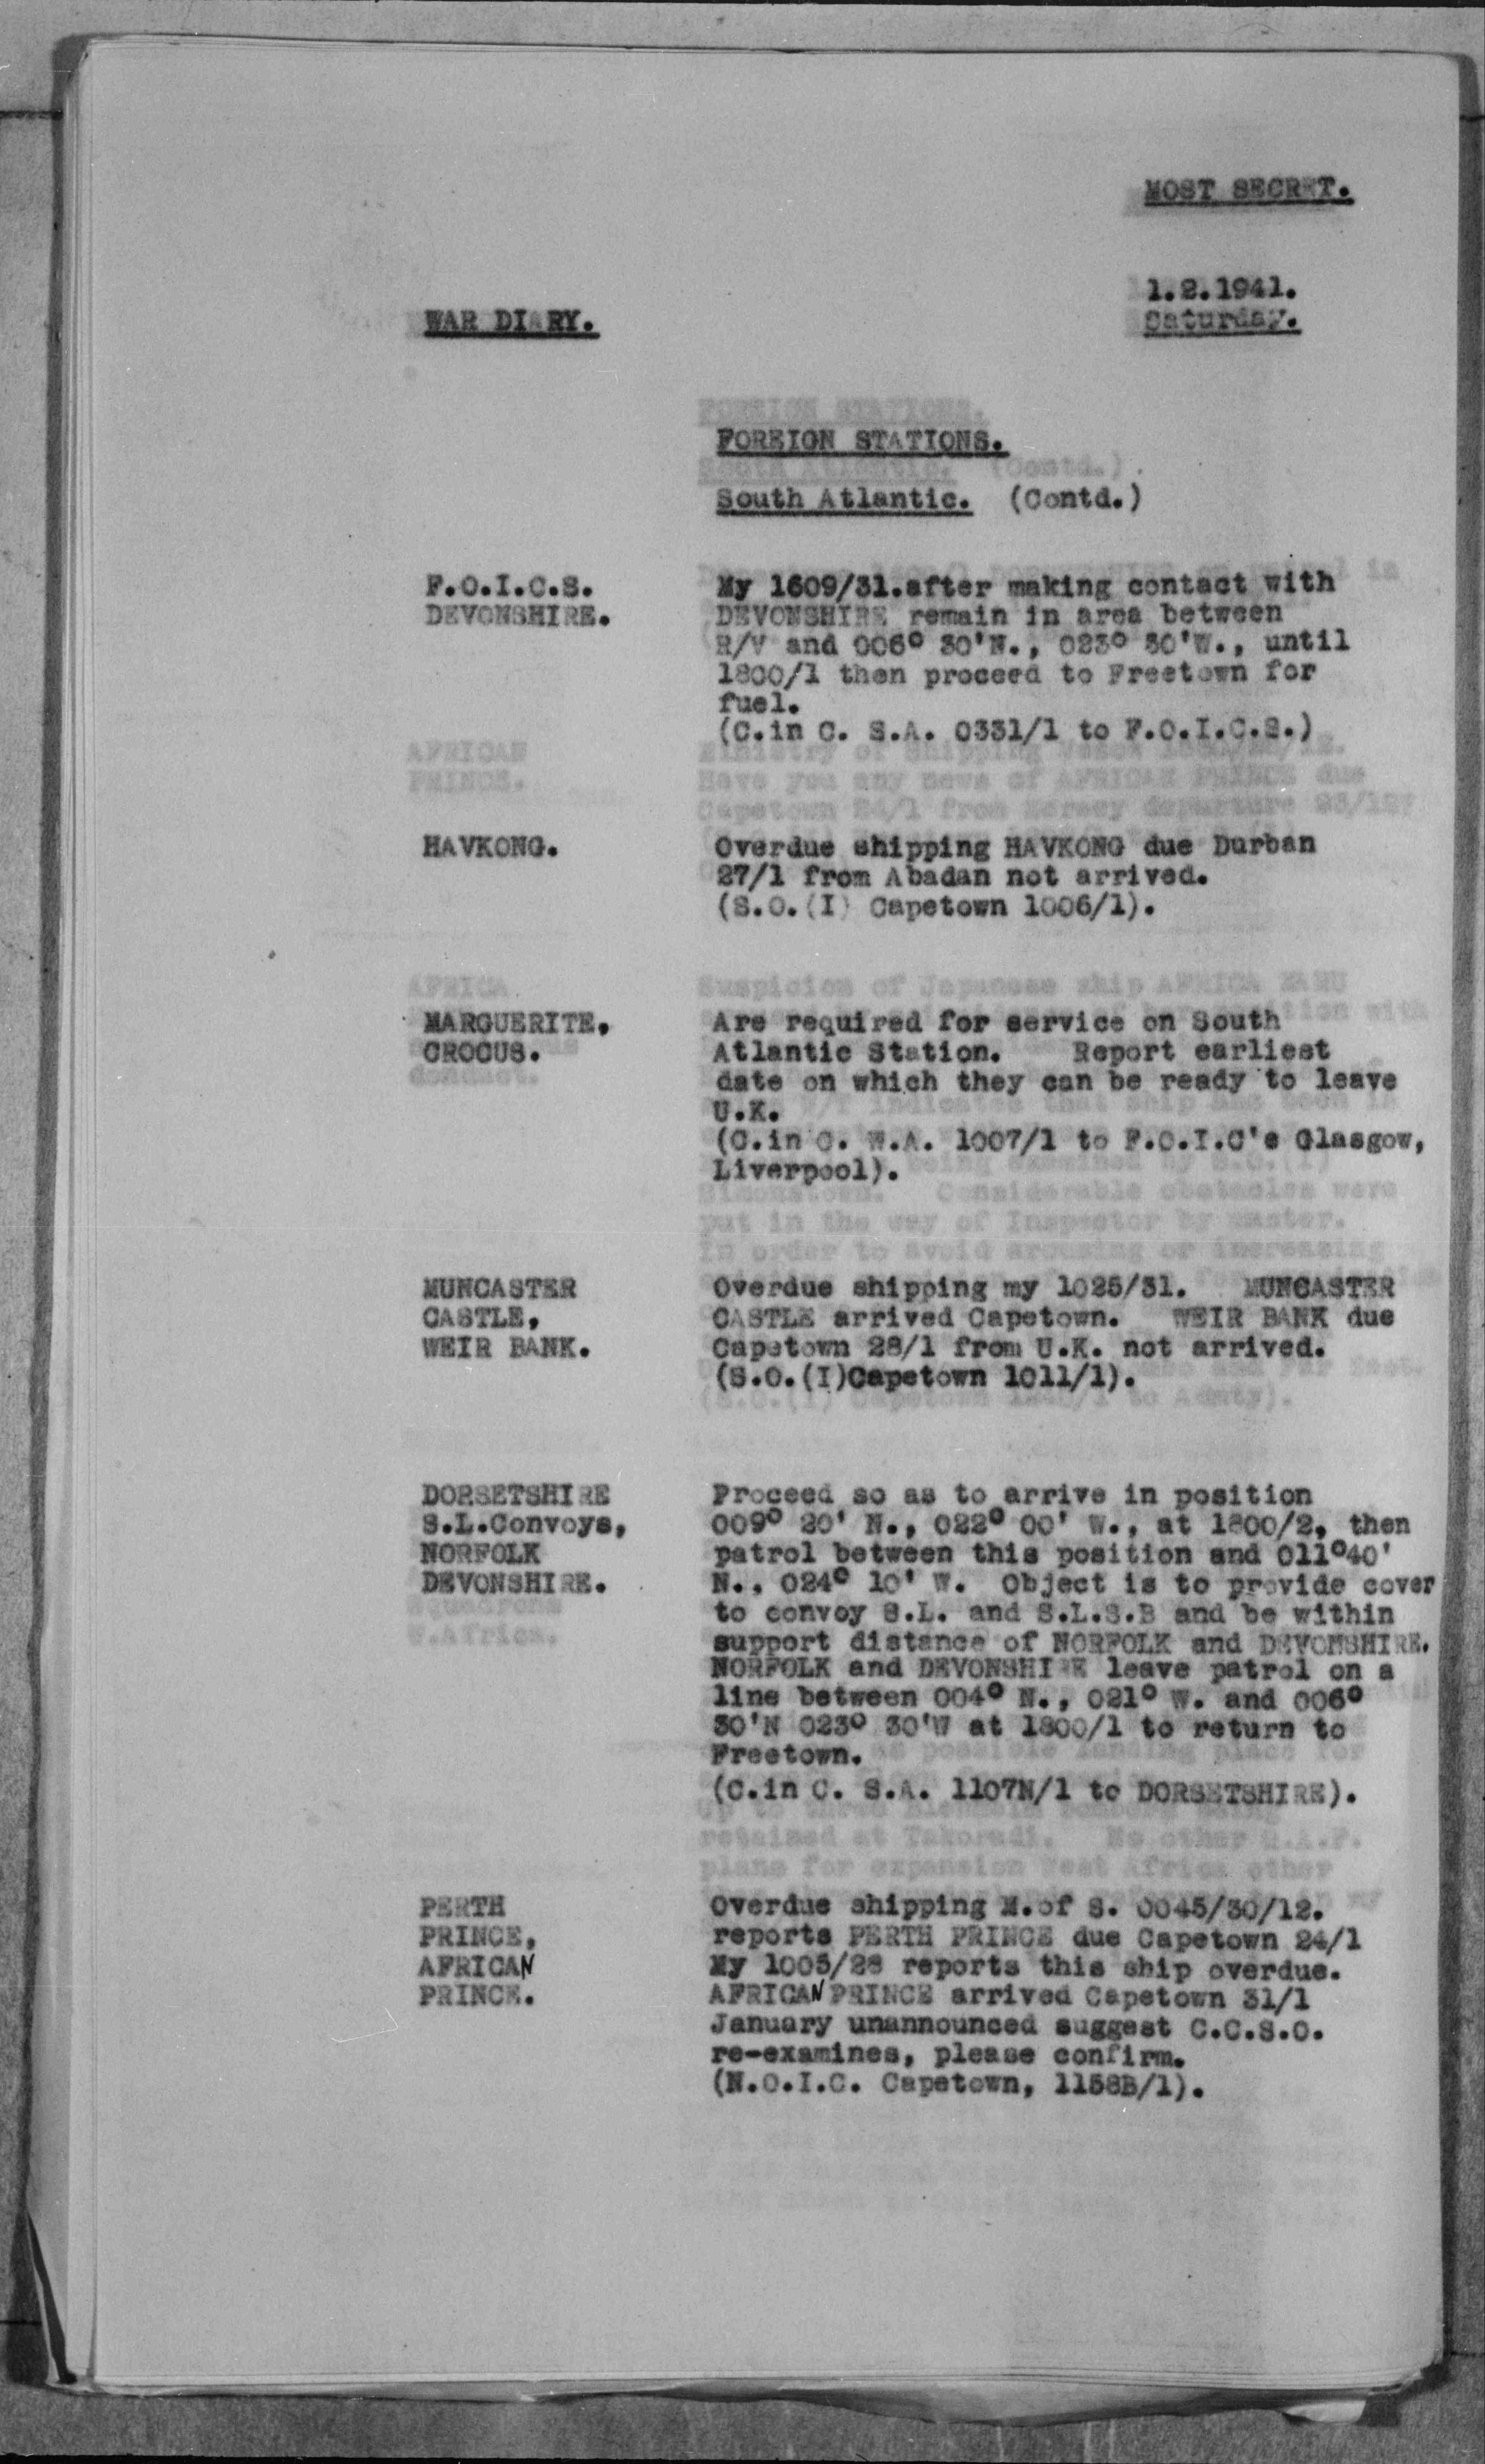 MOST SECRET.
1.2.1941.
WAR DIARY.
Saturday.
FOREIGN STATIONS.
South Atlantic. (Contd.)
F.O.I.C.S.
DEVONSHIRE.
My 1609/31.after making contact with
DEVONSHIRE remain in area between
R/V and 006° 30'N., 023° 30'W., until
1800/1 then proceed to Freetown for
fuel.
(C.in C. S.A. 0331/1 to F.O.I.C.S.)
HAVKONG.
Overdue shipping HAVKONG due Durban
27/1 from Abadan not arrived.
(S.O.(I) Capetown 1006/1).
MARGUERITE,
CROCUS.
Are required for service on South
Atlantic Station. Report earliest
date on which they can be ready to leave
U.K.
(C.in C. W.A. 1007/1 to F.O.I.C's Glasgow,
Liverpool).
MUNCASTER
CASTLE,
WEIR BANK.
Overdue shipping my 1025/31. MUNCASTER
CASTLE arrived Capetown. WEIR BANK due
Capetown 28/1 from U.K. not arrived.
(S.O.(I)Capetown 1011/1).
DORSETSHIRE
S.L.Convoys,
NORFOLK
DEVONSHIRE.
Proceed so as to arrive in position
009° 20' N., 022° 00' W., at 1800/2, then
patrol between this position and 011°40'
N., 024° 10' W. Object is to provide cover
to convoy S.L. and S.L.S.B and be within
support distance of NORFOLK and DEVONSHIRE.
NORFOLK and DEVONSHIRE leave patrol on a
line between 004° N., 021° W. and 006°
30'N 023° 30'W at 1800/1 to return to
Freetown.
(C.in C. S.A. 1107N/1 to DORSETSHIRE).
PERTH
PRINCE,
AFRICAN
PRINCE.
Overdue shipping M.of S. 0045/30/12.
reports PERTH PRINCE due Capetown 24/1
My 1003/28 reports this ship overdue.
AFRICAN PRINCE arrived Capetown 31/1
January unannounced suggest C.C.S.O.
re-examines, please confirm.
(N.O.I.C. Capetown, 1158B/1).